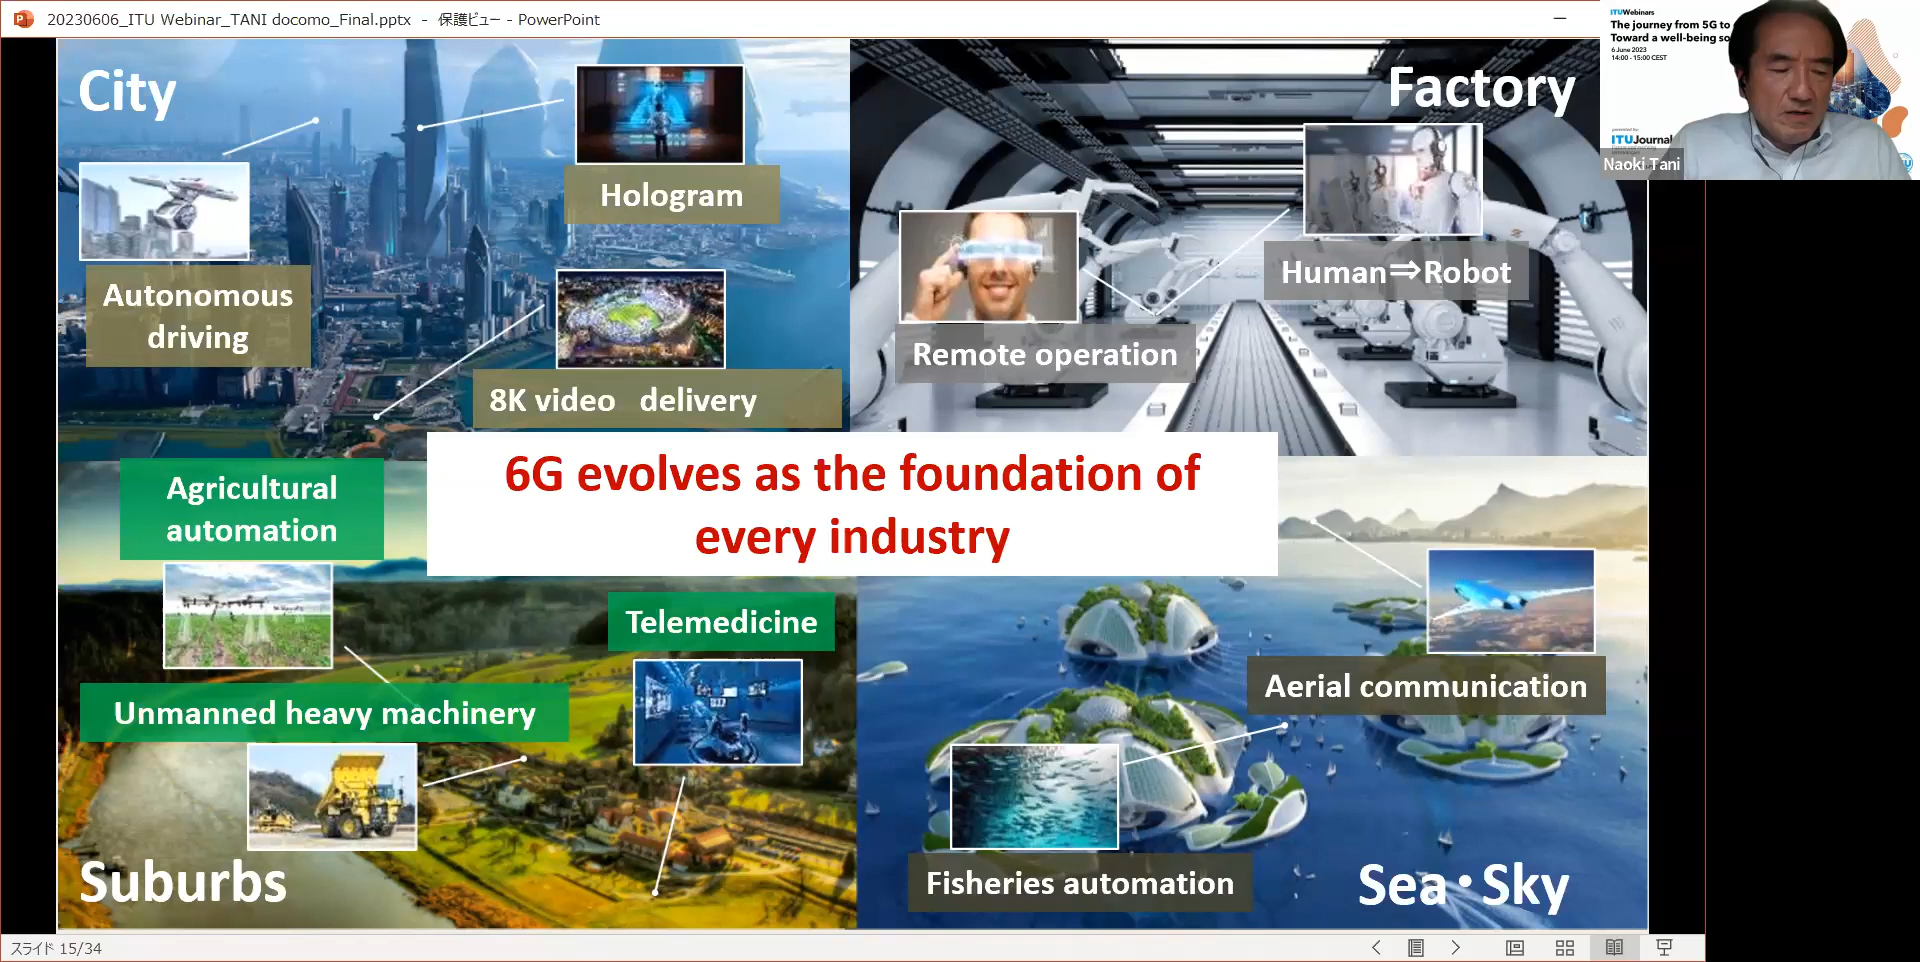 20230606_ITU Webinar_TANI docomo_Final.pptx - 保護ビュー - PowerPoint
ITUWebinars
The journey from 5G to
Toward a well-being so
6 June 2023
14:00 - 15:00 CEST
ITUJournal
Naoki Tani
City
Hologram
Autonomous
driving
8K video delivery
Factory
Human⇒Robot
Remote operation
6G evolves as the foundation of
every industry
Agricultural
automation
Telemedicine
Unmanned heavy machinery
Suburbs
Aerial communication
Fisheries automation
Sea・Sky
スライド 15/34